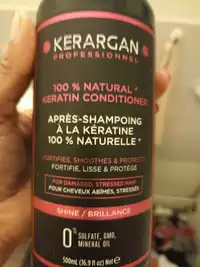 KERARGAN
PROFESSIONNEL
100 % NATURAL *
KERATIN CONDITIONER
APRÈS-SHAMPOING
À LA KÉRATINE
100 % NATURELLE *
FORTIFIES, SMOOTHES & PROTECTS
FORTIFIE, LISSE & PROTÈGE
FOR DAMAGED, STRESSED HAIR
POUR CHEVEUX ABÎMÉS, STRESSÉS
SHINE / BRILLANCE
0% SULFATE, GMO,
MINERAL OIL
500mL (16.9 fl oz) Net e